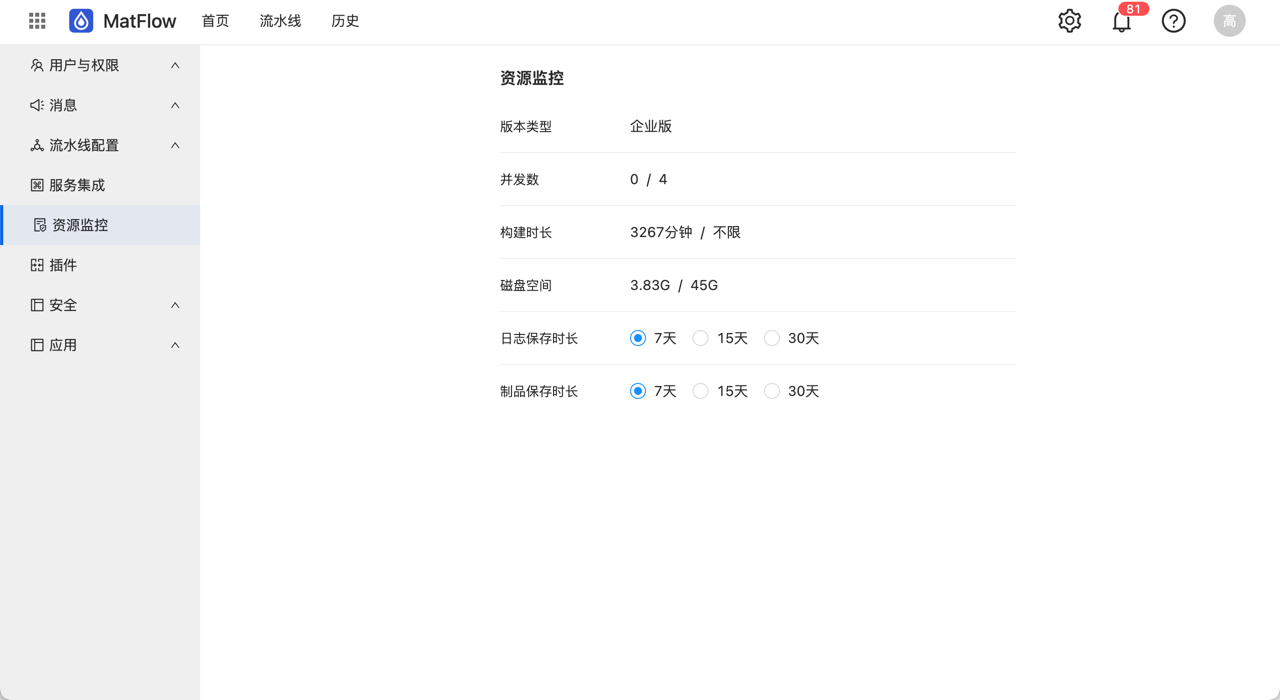 MatFlow 首页 流水线 历史 81 高
用户与权限
消息
流水线配置
服务集成
资源监控
插件
安全
应用
资源监控
版本类型 企业版
并发数 0 / 4
构建时长 3267分钟 / 不限
磁盘空间 3.83G / 45G
日志保存时长 7天 15天 30天
制品保存时长 7天 15天 30天